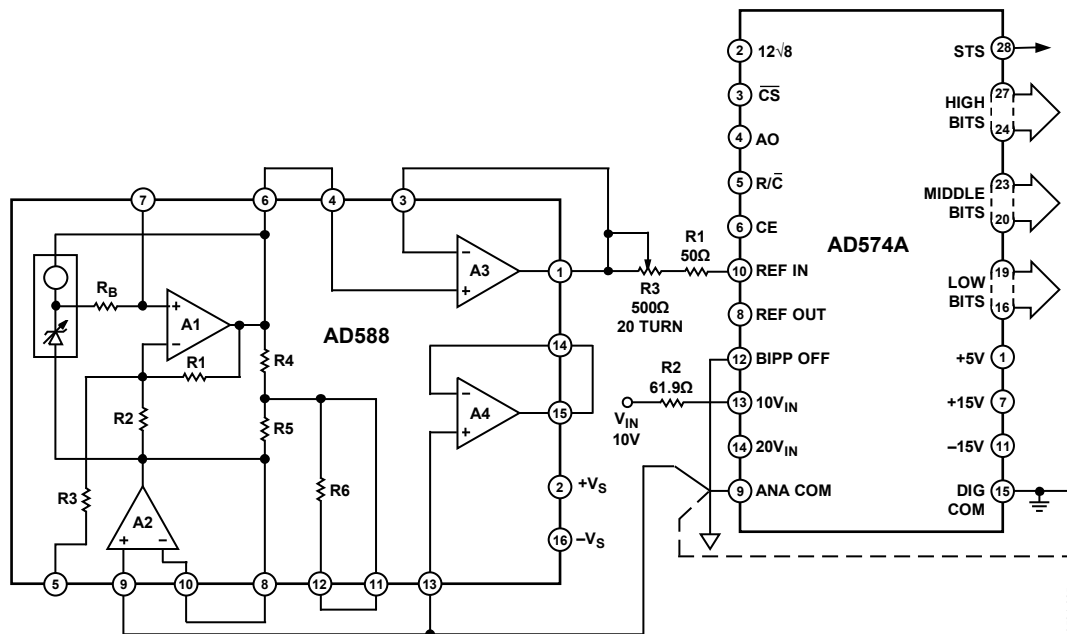 7
6
4
3
R_B
+
A1
−
R1
R2
R3
A2
+
−
R4
R5
R6
AD588
−
A3
+
1
14
−
A4
+
15
2
+V_S
16
−V_S
5
9
10
8
12
11
13
R3
500Ω
20 TURN
R1
50Ω
R2
61.9Ω
V_IN
10V
AD574A
2
12√8
3
C̅S̅
4
AO
5
R/C̅
6
CE
10
REF IN
8
REF OUT
12
BIPP OFF
13
10V_IN
14
20V_IN
9
ANA COM
STS
28
HIGH
BITS
27
24
MIDDLE
BITS
23
20
LOW
BITS
19
16
+5V
1
+15V
7
−15V
11
DIG
COM
15